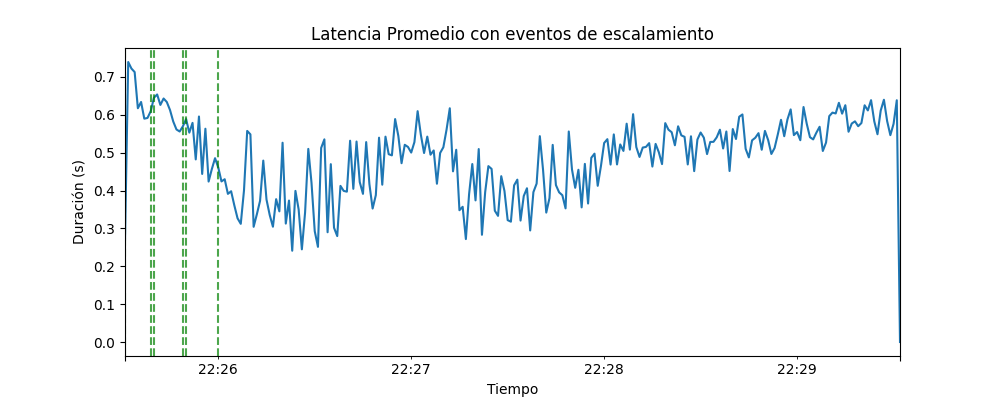 Latencia Promedio con eventos de escalamiento
Duración (s)
0.7
0.6
0.5
0.4
0.3
0.2
0.1
0.0
22:26 22:27 22:28 22:29
Tiempo